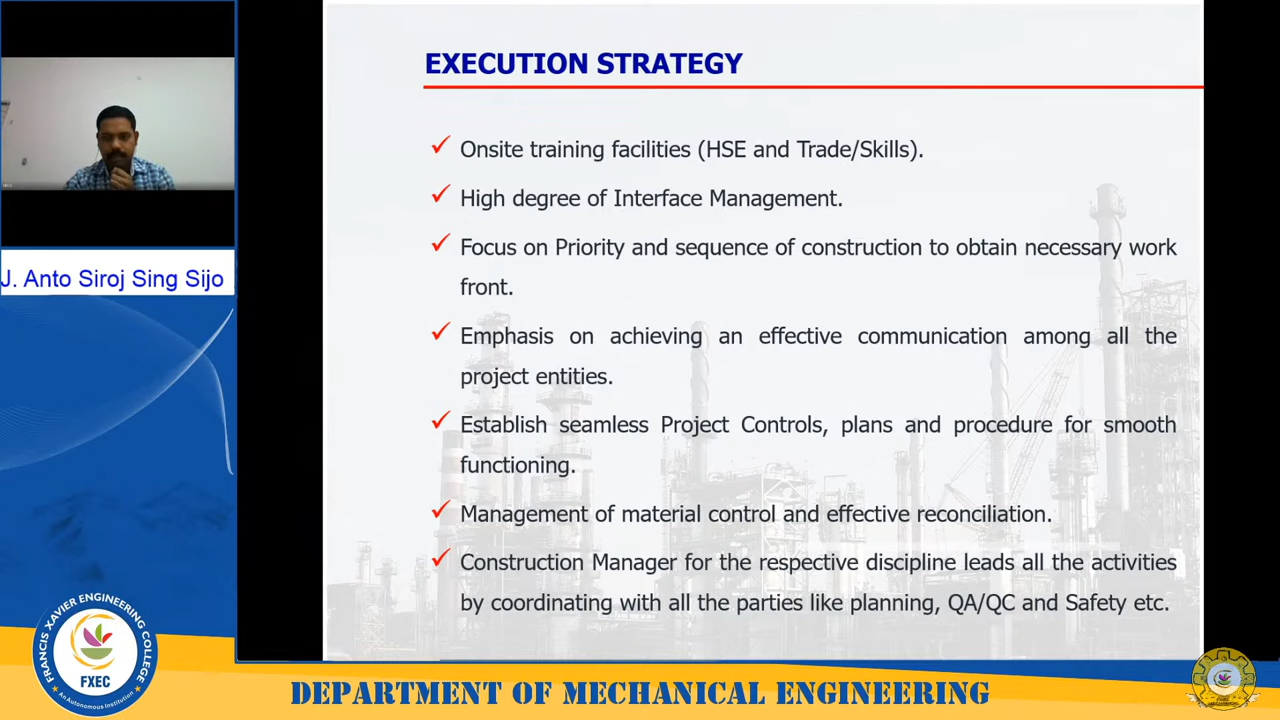 EXECUTION STRATEGY
Onsite training facilities (HSE and Trade/Skills).
High degree of Interface Management.
Focus on Priority and sequence of construction to obtain necessary work
front.
Emphasis on achieving an effective communication among all the
project entities.
Establish seamless Project Controls, plans and procedure for smooth
functioning.
Management of material control and effective reconciliation.
Construction Manager for the respective discipline leads all the activities
by coordinating with all the parties like planning, QA/QC and Safety etc.
J. Anto Siroj Sing Sijo
FRANCIS XAVIER ENGINEERING COLLEGE
FXEC
An Autonomous Institution
DEPARTMENT OF MECHANICAL ENGINEERING